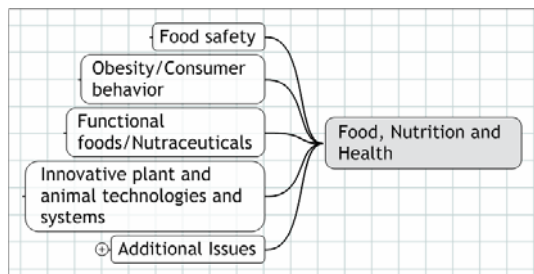 Food safety
Obesity/Consumer
behavior
Functional
foods/Nutraceuticals
Innovative plant and
animal technologies and
systems
Additional Issues
Food, Nutrition and
Health